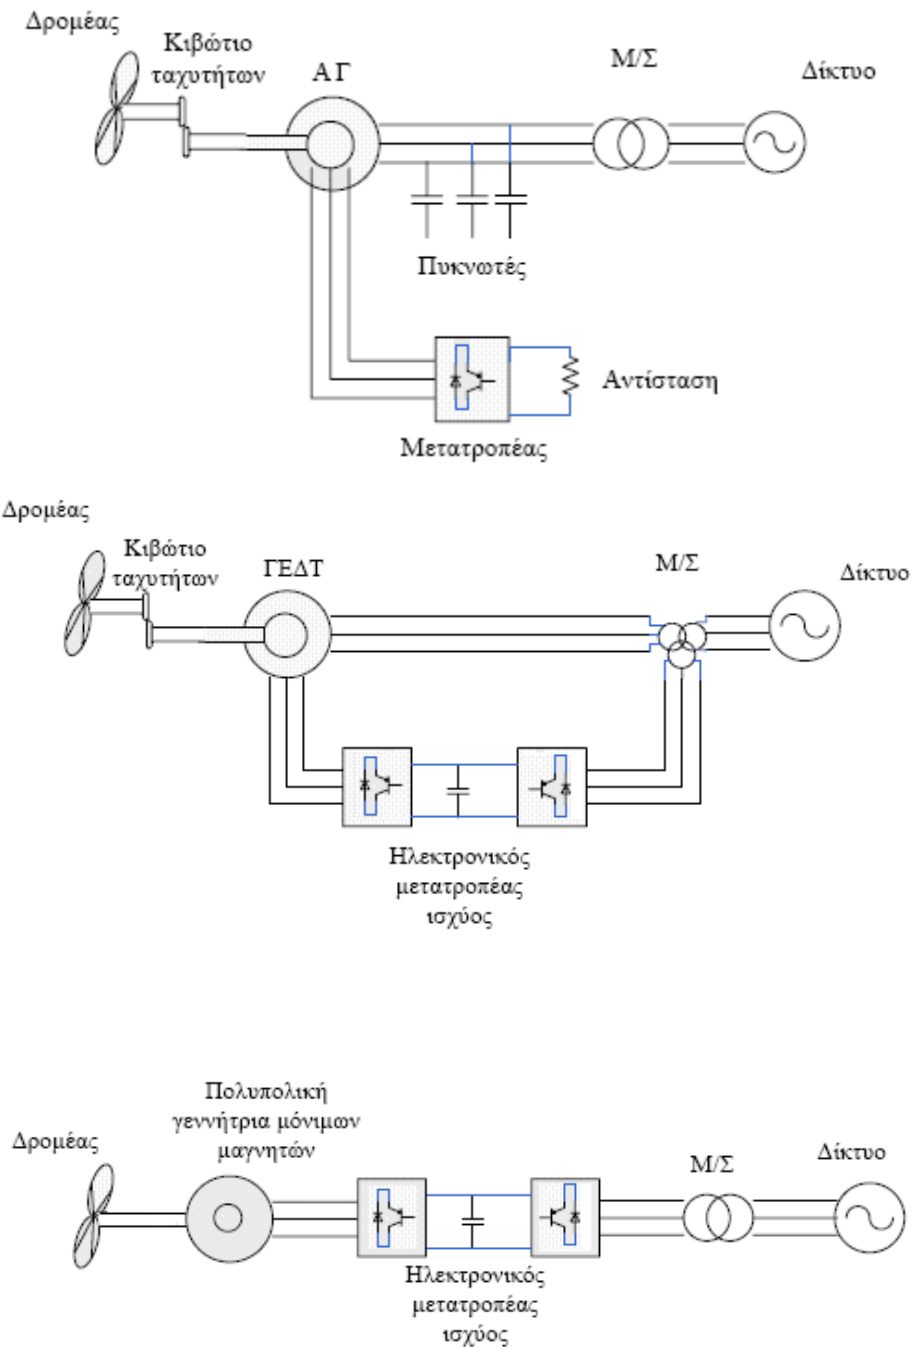 Δρομέας
Κιβώτιο
ταχυτήτων
ΑΓ
Μ/Σ
Δίκτυο
Πυκνωτές
Αντίσταση
Μετατροπέας
Δρομέας
Κιβώτιο
ταχυτήτων
ΓΕΔΤ
Μ/Σ
Δίκτυο
Ηλεκτρονικός
μετατροπέας
ισχύος
Πολυπολική
γεννήτρια μόνιμων
μαγνητών
Δρομέας
Μ/Σ
Δίκτυο
Ηλεκτρονικός
μετατροπέας
ισχύος